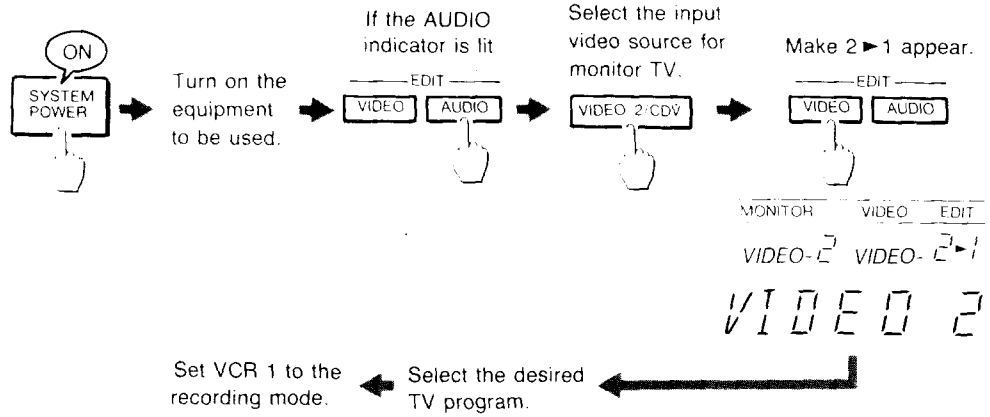 ON
SYSTEM
POWER
Turn on the
equipment
to be used.
If the AUDIO
indicator is lit
EDIT
VIDEO AUDIO
Select the input
video source for
monitor TV.
VIDEO 2/CDV
Make 2 ► 1 appear.
EDIT
VIDEO AUDIO
MONITOR VIDEO EDIT
VIDEO-2 VIDEO- 2►1
VIDEO 2
Select the desired
TV program.
Set VCR 1 to the
recording mode.